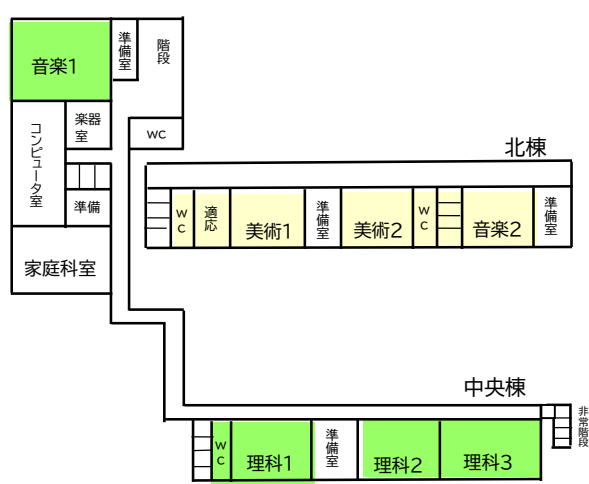 音楽1
準備室
階段
楽器室
wc
コンピュータ室
準備
家庭科室
北棟
wc
適応
美術1
準備室
美術2
wc
音楽2
準備室
中央棟
非常階段
wc
理科1
準備室
理科2
理科3